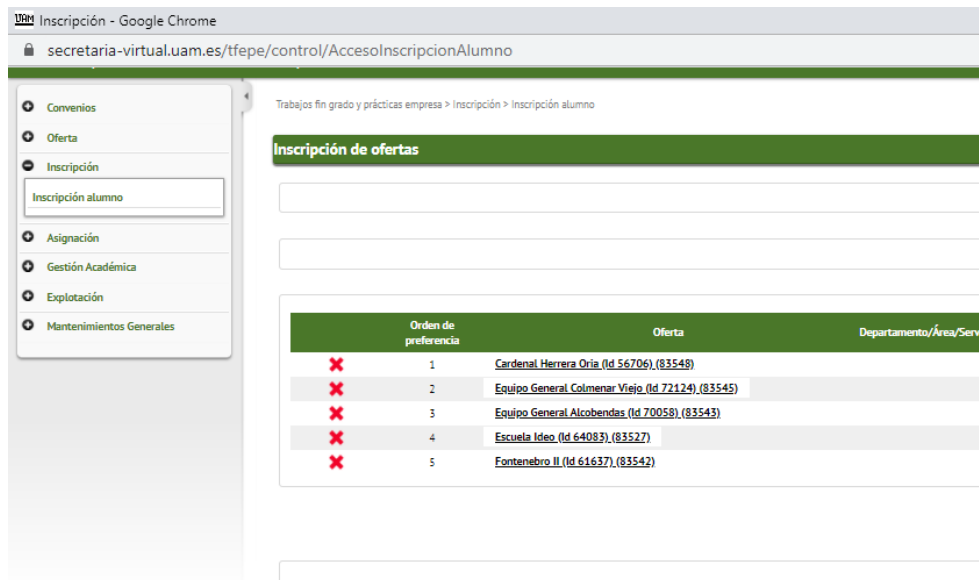 UAM Inscripción - Google Chrome
secretaria-virtual.uam.es/tfepe/control/AccesoInscripcionAlumno
Convenios
Oferta
Inscripción
Inscripción alumno
Asignación
Gestión Académica
Explotación
Mantenimientos Generales
Trabajos fin grado y prácticas empresa > Inscripción > Inscripción alumno
Inscripción de ofertas
Orden de preferencia Oferta Departamento/Área/Serv
1 Cardenal Herrera Oria (Id 56706) (83548)
2 Equipo General Colmenar Viejo (Id 72124) (83545)
3 Equipo General Alcobendas (Id 70058) (83543)
4 Escuela Ideo (Id 64083) (83527)
5 Fontenebro II (Id 61637) (83542)